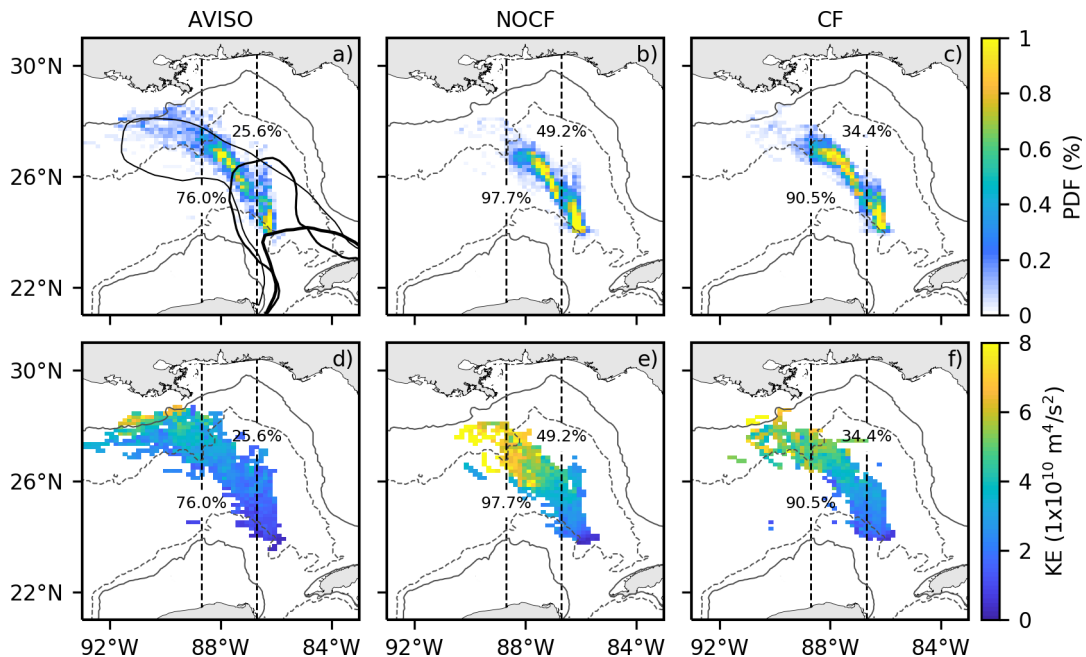 AVISO NOCF CF
30°N a) b) c) 1
25.6% 49.2% 34.4% 0.8
26°N 76.0% 97.7% 90.5% 0.6
PDF (%)
0.4
0.2
22°N 0
30°N d) e) f) 8
25.6% 49.2% 34.4% 6
26°N 76.0% 97.7% 90.5% 4
KE (1x10¹⁰ m⁴/s²)
2
22°N 0
92°W 88°W 84°W 92°W 88°W 84°W 92°W 88°W 84°W